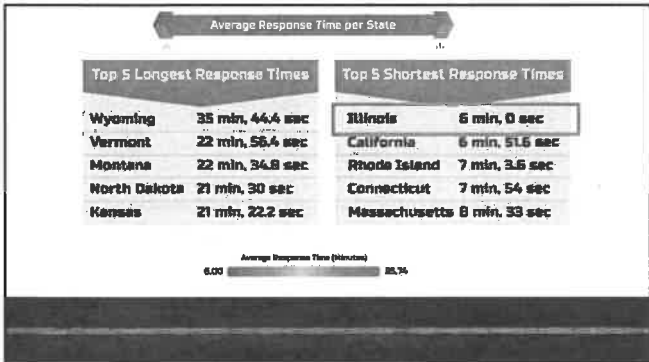 Average Response Time per State
Top 5 Longest Response Times
Wyoming 35 min, 44.4 sec
Vermont 22 min, 56.4 sec
Montana 22 min, 34.8 sec
North Dakota 21 min, 30 sec
Kansas 21 min, 22.2 sec
Top 5 Shortest Response Times
Illinois 6 min, 0 sec
California 6 min, 51.6 sec
Rhode Island 7 min, 3.6 sec
Connecticut 7 min, 54 sec
Massachusetts 8 min, 33 sec
Average Response Time (Minutes)
6.00 35.74